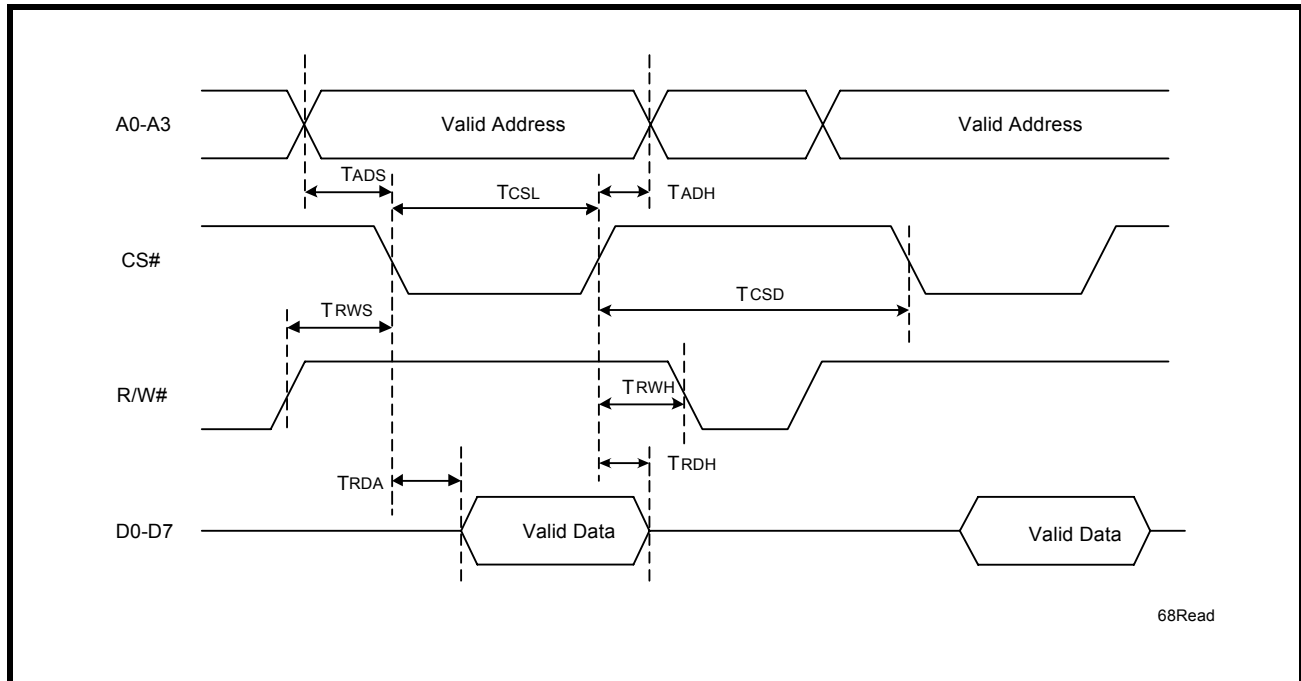 A0-A3
Valid Address
Valid Address
TADS
TCSL
TADH
CS#
TCSD
TRWS
R/W#
TRWH
TRDH
TRDA
D0-D7
Valid Data
Valid Data
68Read